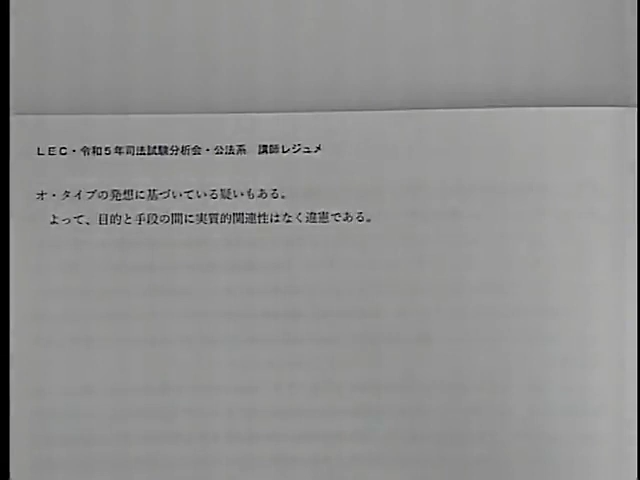 LEC・令和5年司法試験分析会・公法系 講師レジュメ
オ・タイプの発想に基づいている疑いもある。
よって、目的と手段の間に実質的関連性はなく違憲である。